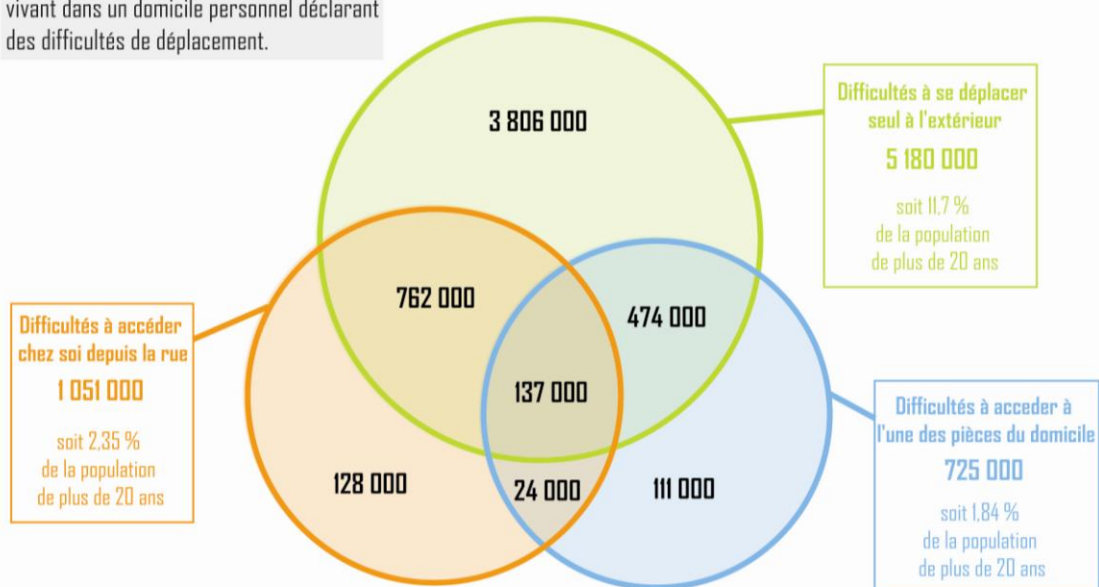 vivant dans un domicile personnel déclarant
des difficultés de déplacement.
3 806 000
Difficultés à se déplacer
seul à l'extérieur
5 180 000
soit 11,7 %
de la population
de plus de 20 ans
762 000
474 000
Difficultés à accéder
chez soi depuis la rue
1 051 000
soit 2,35 %
de la population
de plus de 20 ans
137 000
Difficultés à acceder à
l'une des pièces du domicile
725 000
soit 1,84 %
de la population
de plus de 20 ans
128 000
24 000
111 000